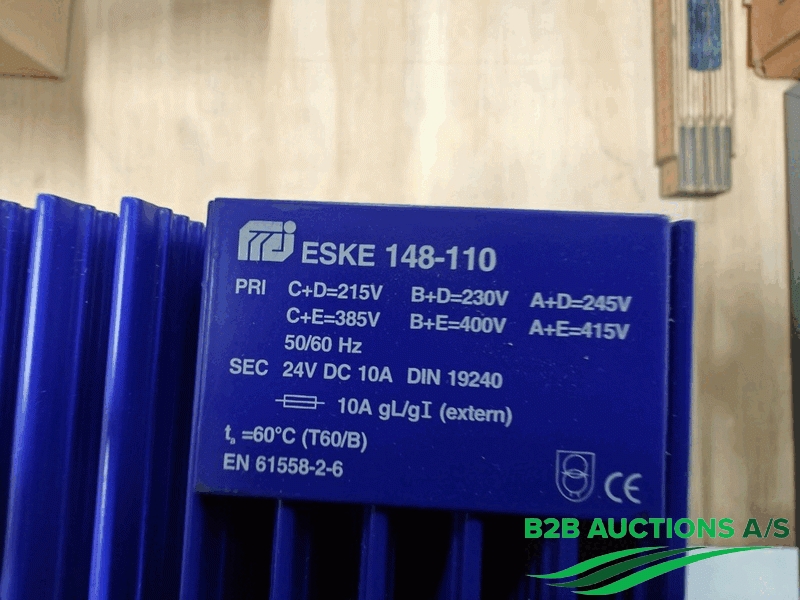 ESKE 148-110
PRI C+D=215V B+D=230V A+D=245V
C+E=385V B+E=400V A+E=415V
50/60 Hz
SEC 24V DC 10A DIN 19240
10A gL/gI (extern)
tₐ =60°C (T60/B)
EN 61558-2-6
CE
B2B AUCTIONS A/S